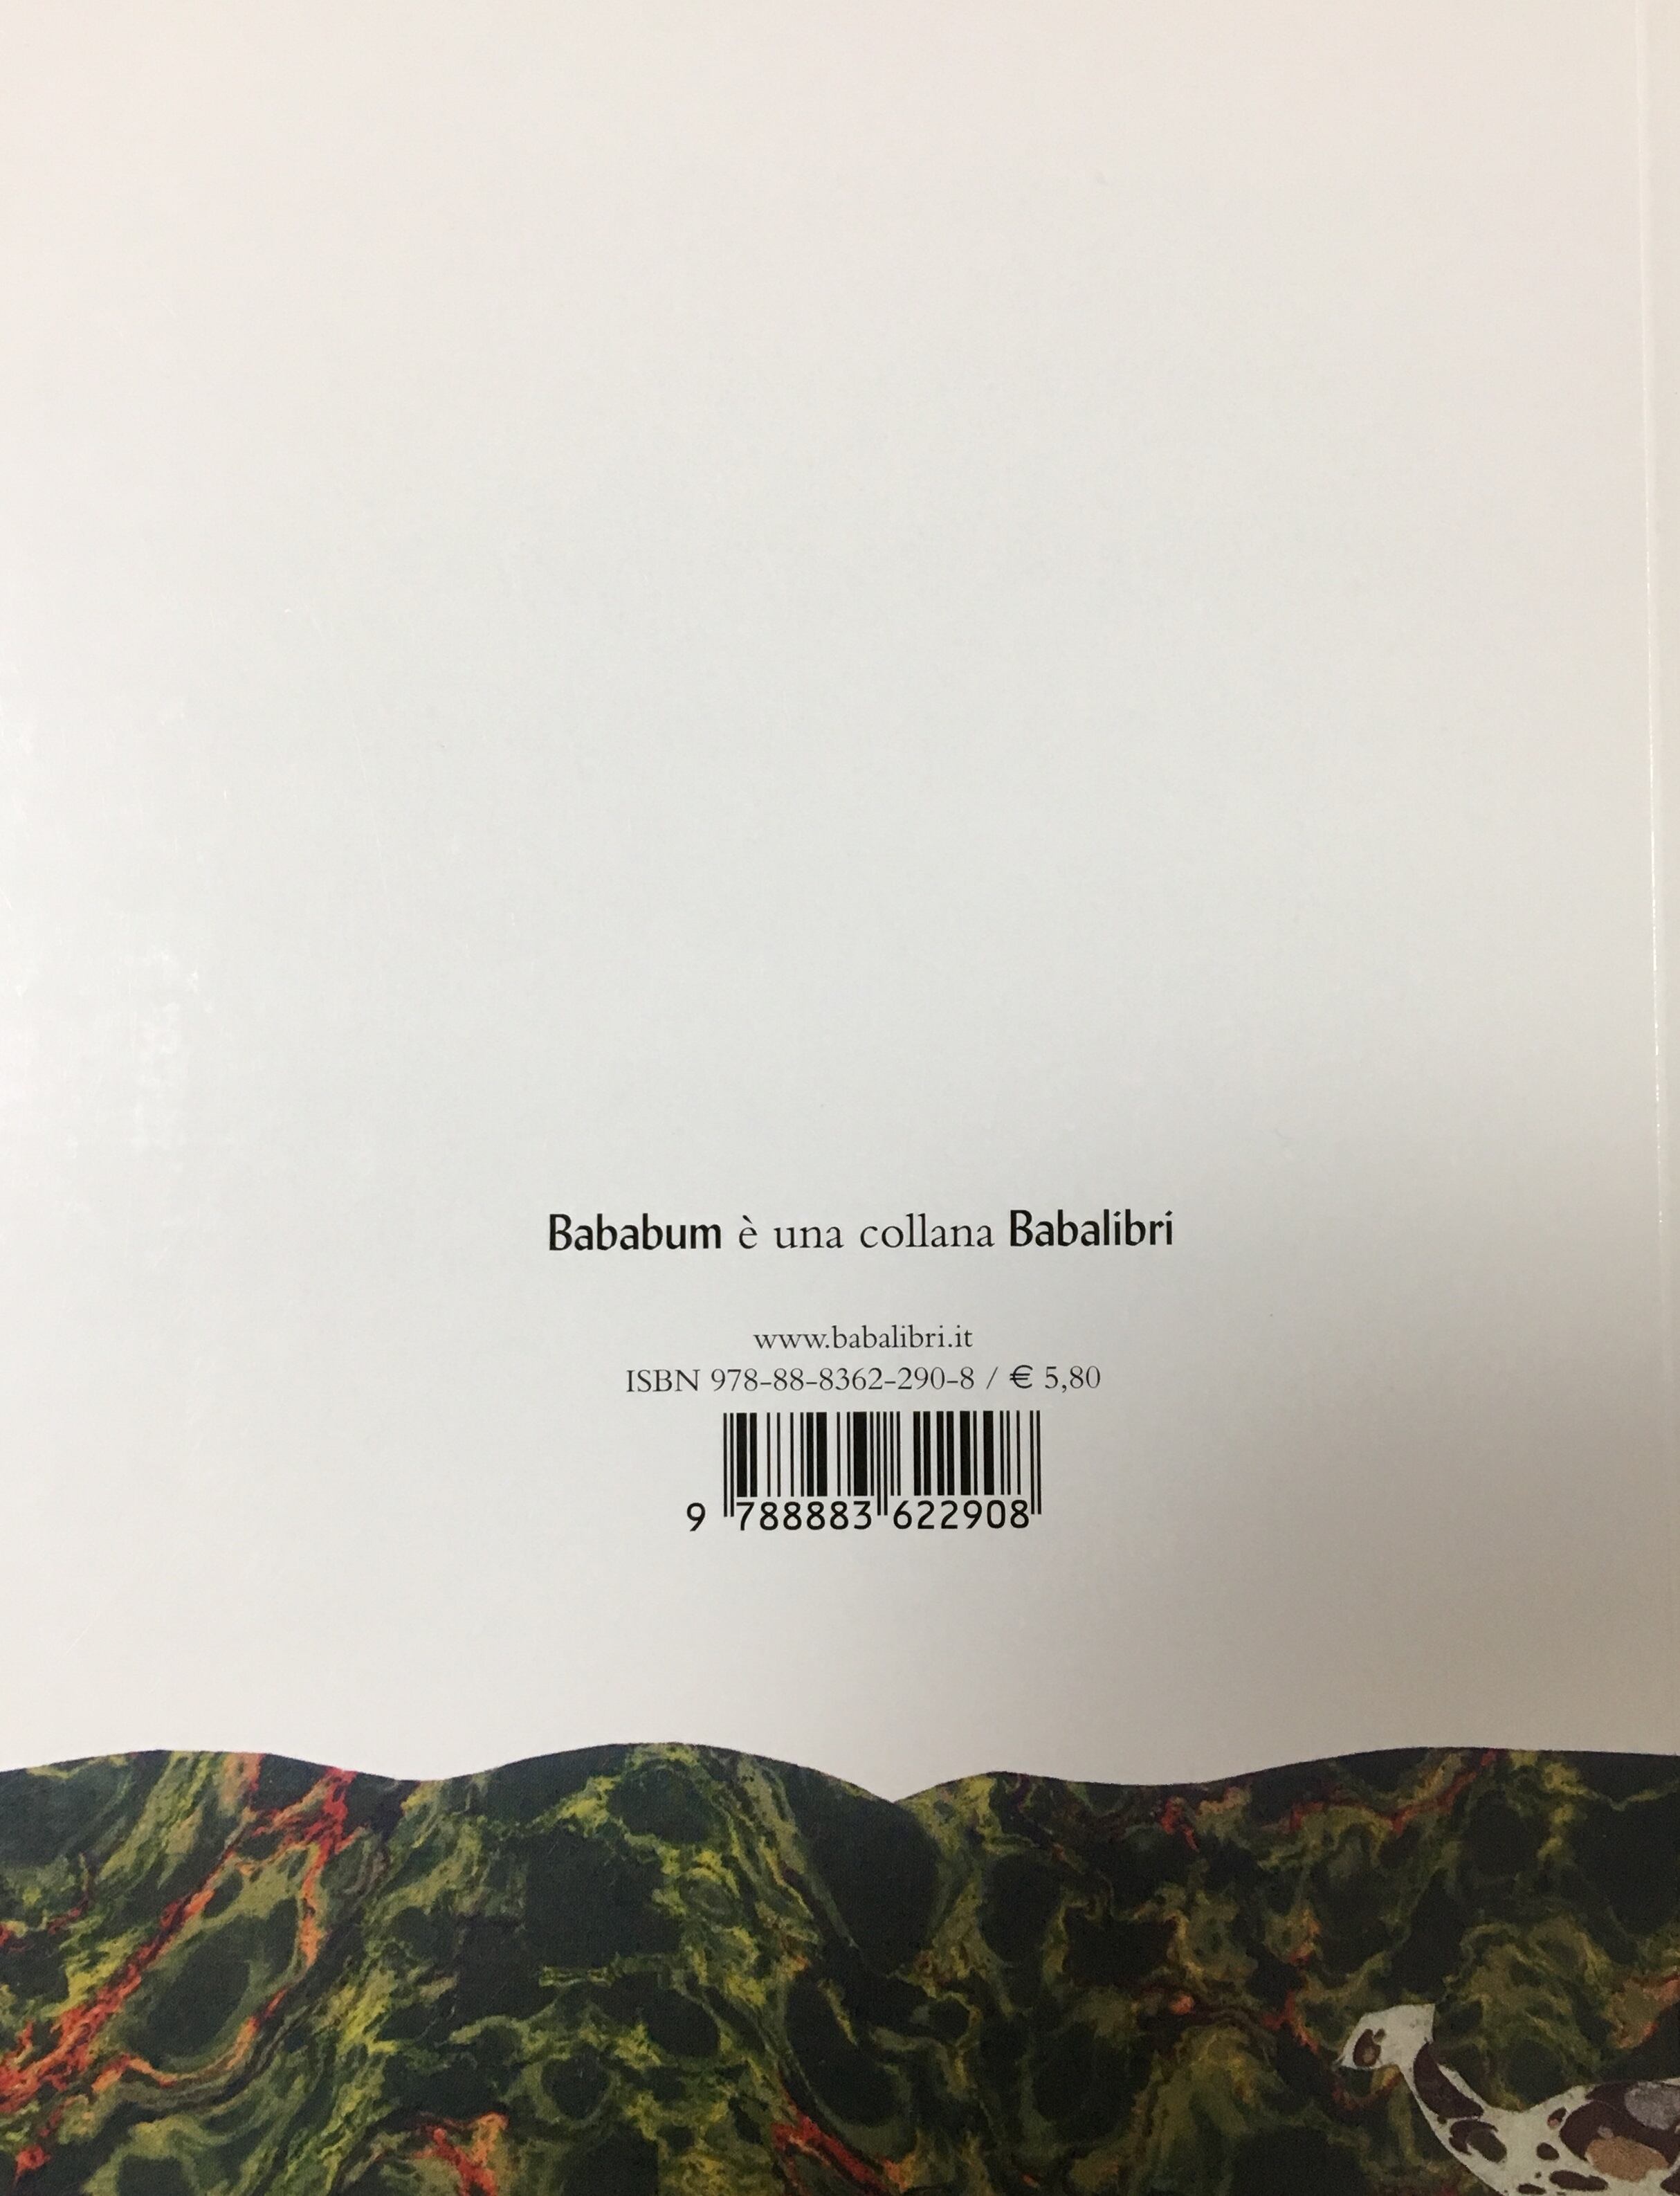 Bababum è una collana Babalibri
www.babalibri.it
ISBN 978-88-8362-290-8 / € 5,80
9 788883 622908